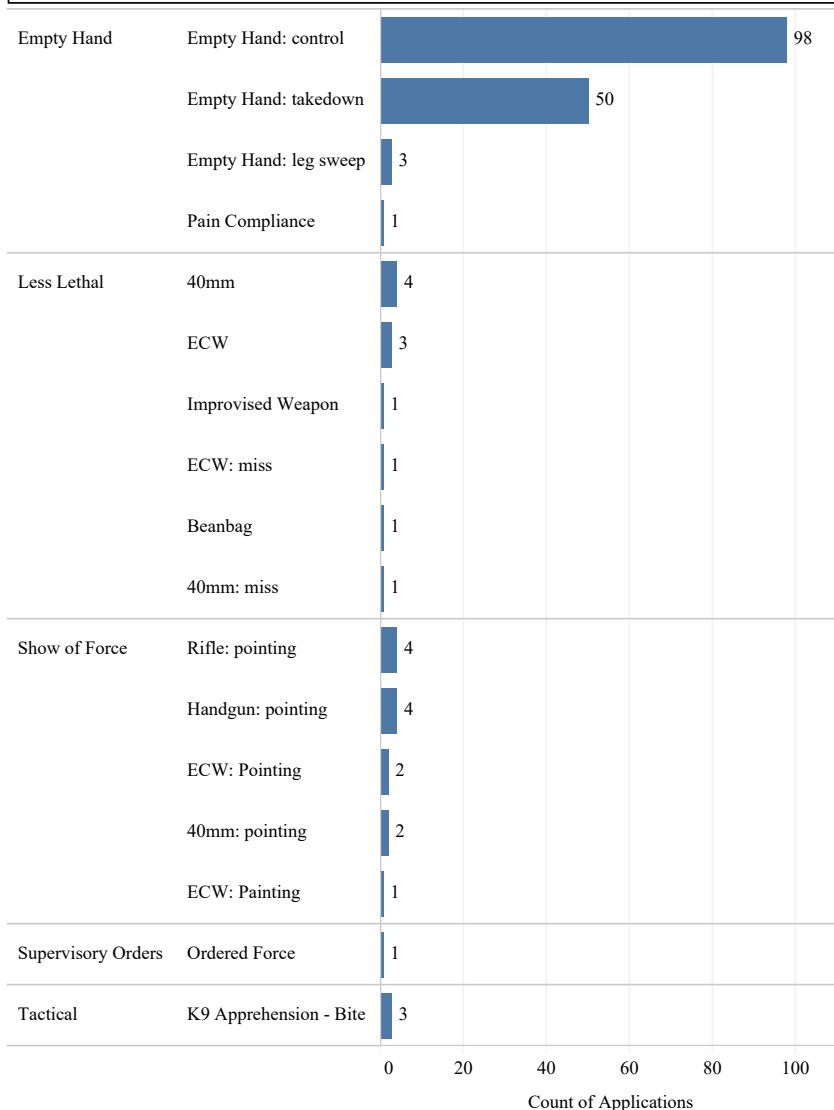 Empty Hand Empty Hand: control 98
Empty Hand: takedown 50
Empty Hand: leg sweep 3
Pain Compliance 1
Less Lethal 40mm 4
ECW 3
Improvised Weapon 1
ECW: miss 1
Beanbag 1
40mm: miss 1
Show of Force Rifle: pointing 4
Handgun: pointing 4
ECW: Pointing 2
40mm: pointing 2
ECW: Painting 1
Supervisory Orders Ordered Force 1
Tactical K9 Apprehension - Bite 3
0 20 40 60 80 100
Count of Applications